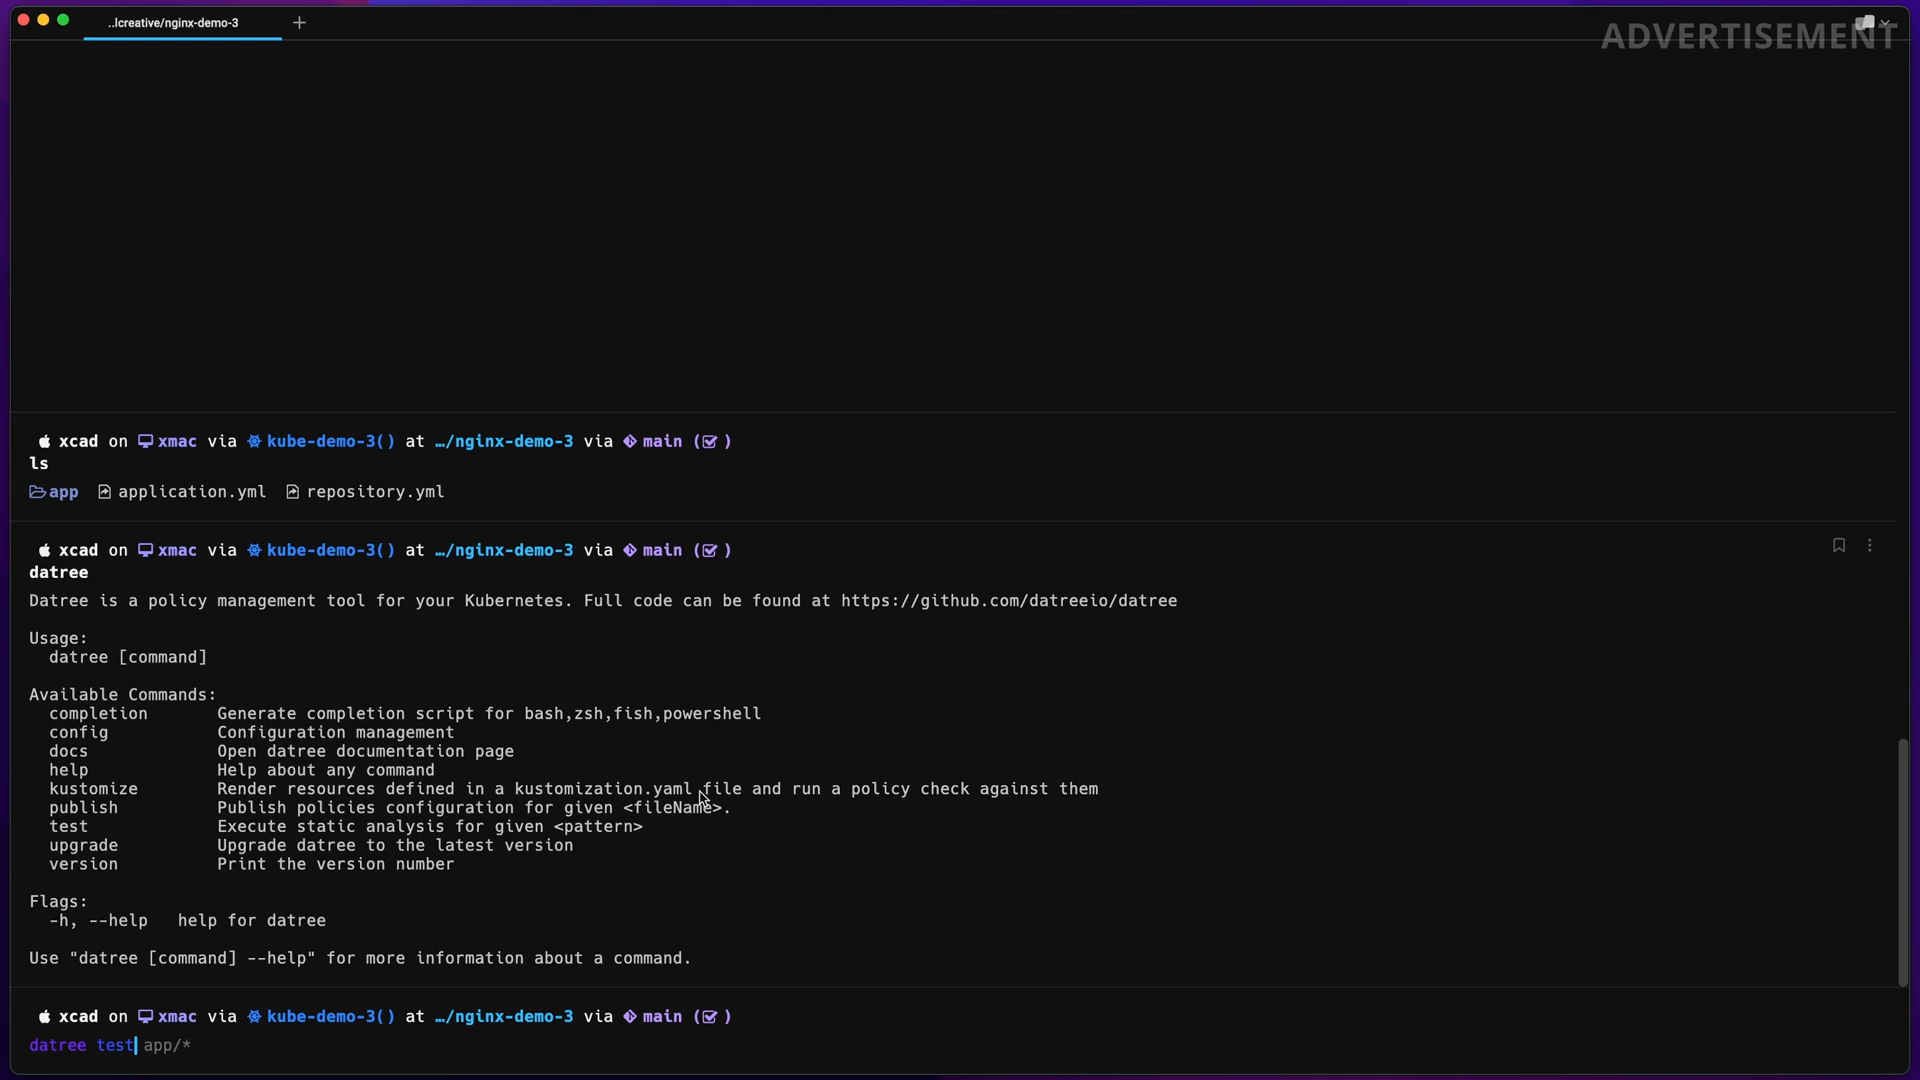 ..lcreative/nginx-demo-3 +
ADVERTISEMENT
xcad on xmac via kube-demo-3() at …/nginx-demo-3 via main ( )
ls
app application.yml repository.yml
xcad on xmac via kube-demo-3() at …/nginx-demo-3 via main ( )
datree
Datree is a policy management tool for your Kubernetes. Full code can be found at https://github.com/datreeio/datree
Usage:
datree [command]
Available Commands:
completion Generate completion script for bash,zsh,fish,powershell
config Configuration management
docs Open datree documentation page
help Help about any command
kustomize Render resources defined in a kustomization.yaml file and run a policy check against them
publish Publish policies configuration for given <fileName>.
test Execute static analysis for given <pattern>
upgrade Upgrade datree to the latest version
version Print the version number
Flags:
-h, --help help for datree
Use "datree [command] --help" for more information about a command.
xcad on xmac via kube-demo-3() at …/nginx-demo-3 via main ( )
datree test app/*